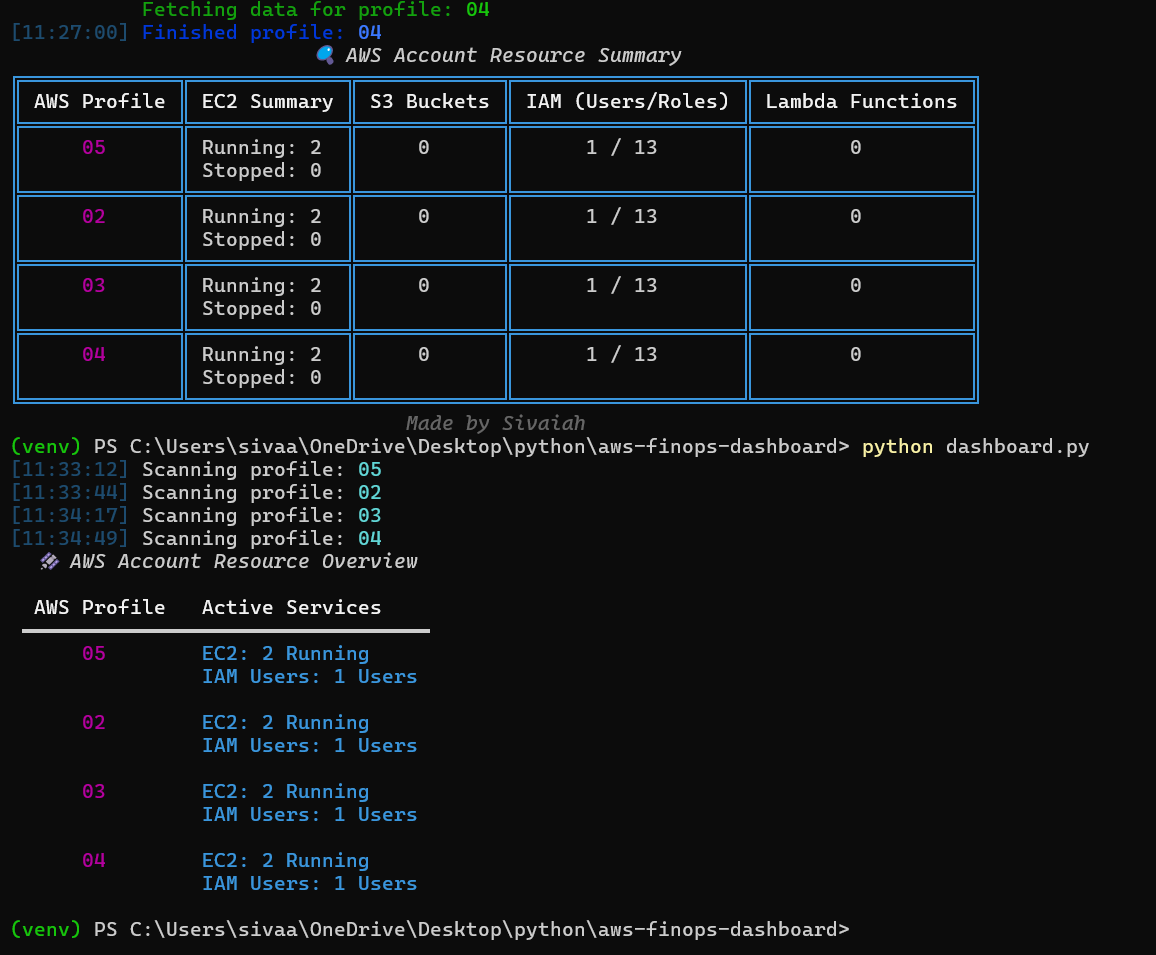 Fetching data for profile: 04
[11:27:00] Finished profile: 04
AWS Account Resource Summary
AWS Profile EC2 Summary S3 Buckets IAM (Users/Roles) Lambda Functions
05 Running: 2 0 1 / 13 0
Stopped: 0
02 Running: 2 0 1 / 13 0
Stopped: 0
03 Running: 2 0 1 / 13 0
Stopped: 0
04 Running: 2 0 1 / 13 0
Stopped: 0
Made by Sivaiah
(venv) PS C:\Users\sivaa\OneDrive\Desktop\python\aws-finops-dashboard> python dashboard.py
[11:33:12] Scanning profile: 05
[11:33:44] Scanning profile: 02
[11:34:17] Scanning profile: 03
[11:34:49] Scanning profile: 04
AWS Account Resource Overview
AWS Profile Active Services
05 EC2: 2 Running
IAM Users: 1 Users
02 EC2: 2 Running
IAM Users: 1 Users
03 EC2: 2 Running
IAM Users: 1 Users
04 EC2: 2 Running
IAM Users: 1 Users
(venv) PS C:\Users\sivaa\OneDrive\Desktop\python\aws-finops-dashboard>